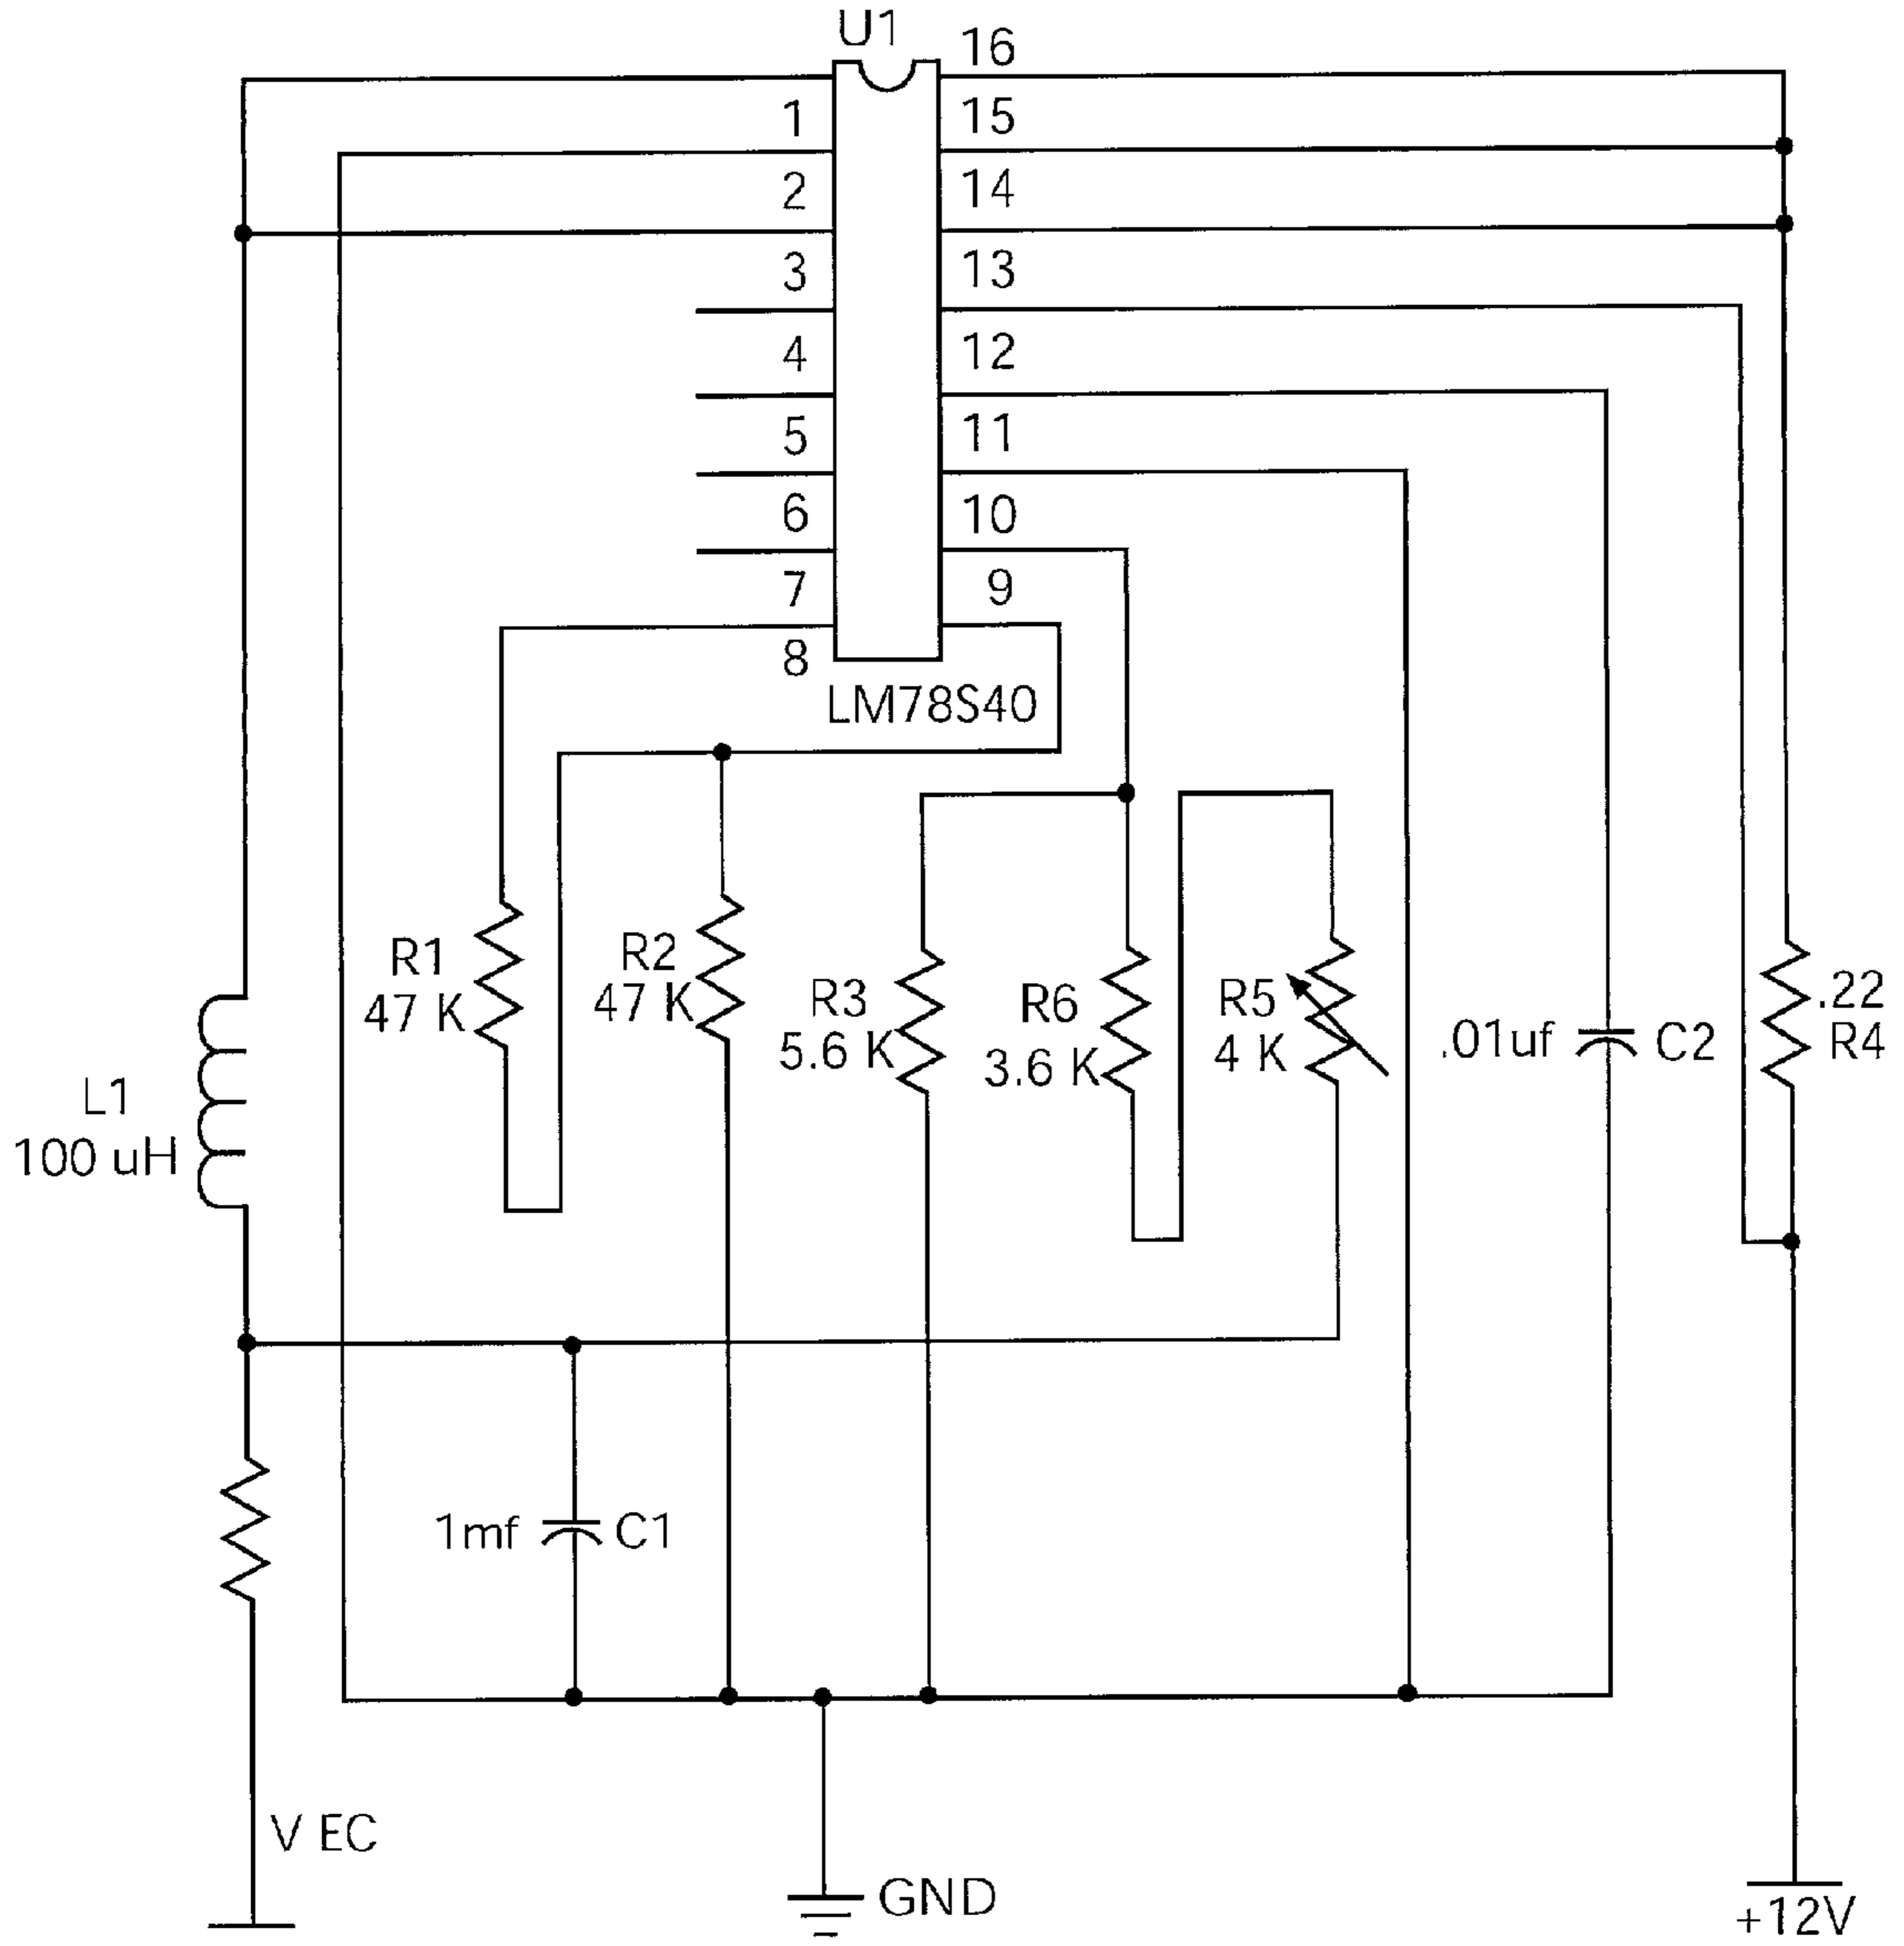 U1
16
1
15
2
14
3
13
4
12
5
11
6
10
7
9
8
LM78S40
R1
47 K
R2
47 K
R3
5.6 K
R6
3.6 K
R5
4 K
.01uf
C2
.22
R4
L1
100 uH
1mf
C1
V EC
GND
+12V